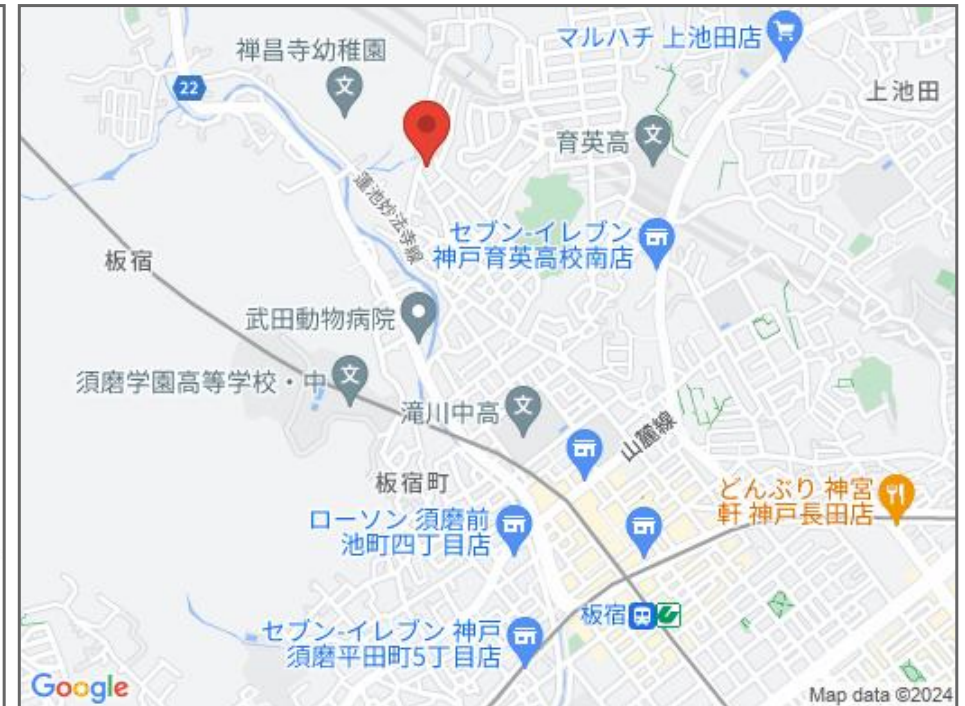 マルハチ 上池田店
禅昌寺幼稚園
22
上池田
育英高
蓮池妙法寺線
セブン-イレブン
神戸育英高校南店
板宿
武田動物病院
須磨学園高等学校・中
滝川中高
山麓線
板宿町
どんぶり 神宮
軒 神戸長田店
ローソン 須磨前
池町四丁目店
板宿
セブン-イレブン 神戸
須磨平田町5丁目店
Google
Map data ©2024